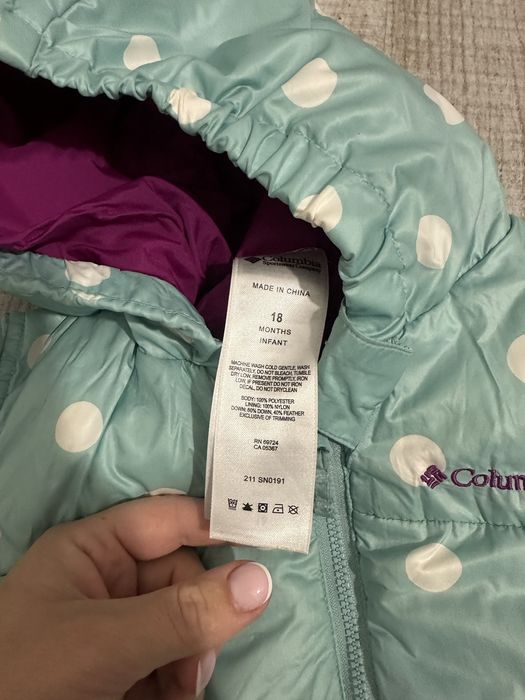 Columbia
Sportswear Company
MADE IN CHINA
18
MONTHS
INFANT
MACHINE WASH COLD GENTLE, WASH
SEPARATELY, DO NOT BLEACH, TUMBLE
DRY LOW, REMOVE PROMPTLY, IRON
LOW, IF PRESENT DO NOT IRON
DECAL, DO NOT DRYCLEAN
BODY: 100% POLYESTER
LINING: 100% NYLON
DOWN; 60% DOWN, 40% FEATHER
EXCLUSIVE OF TRIMMING
RN 69724
CA 05367
211 SN0191
Colum